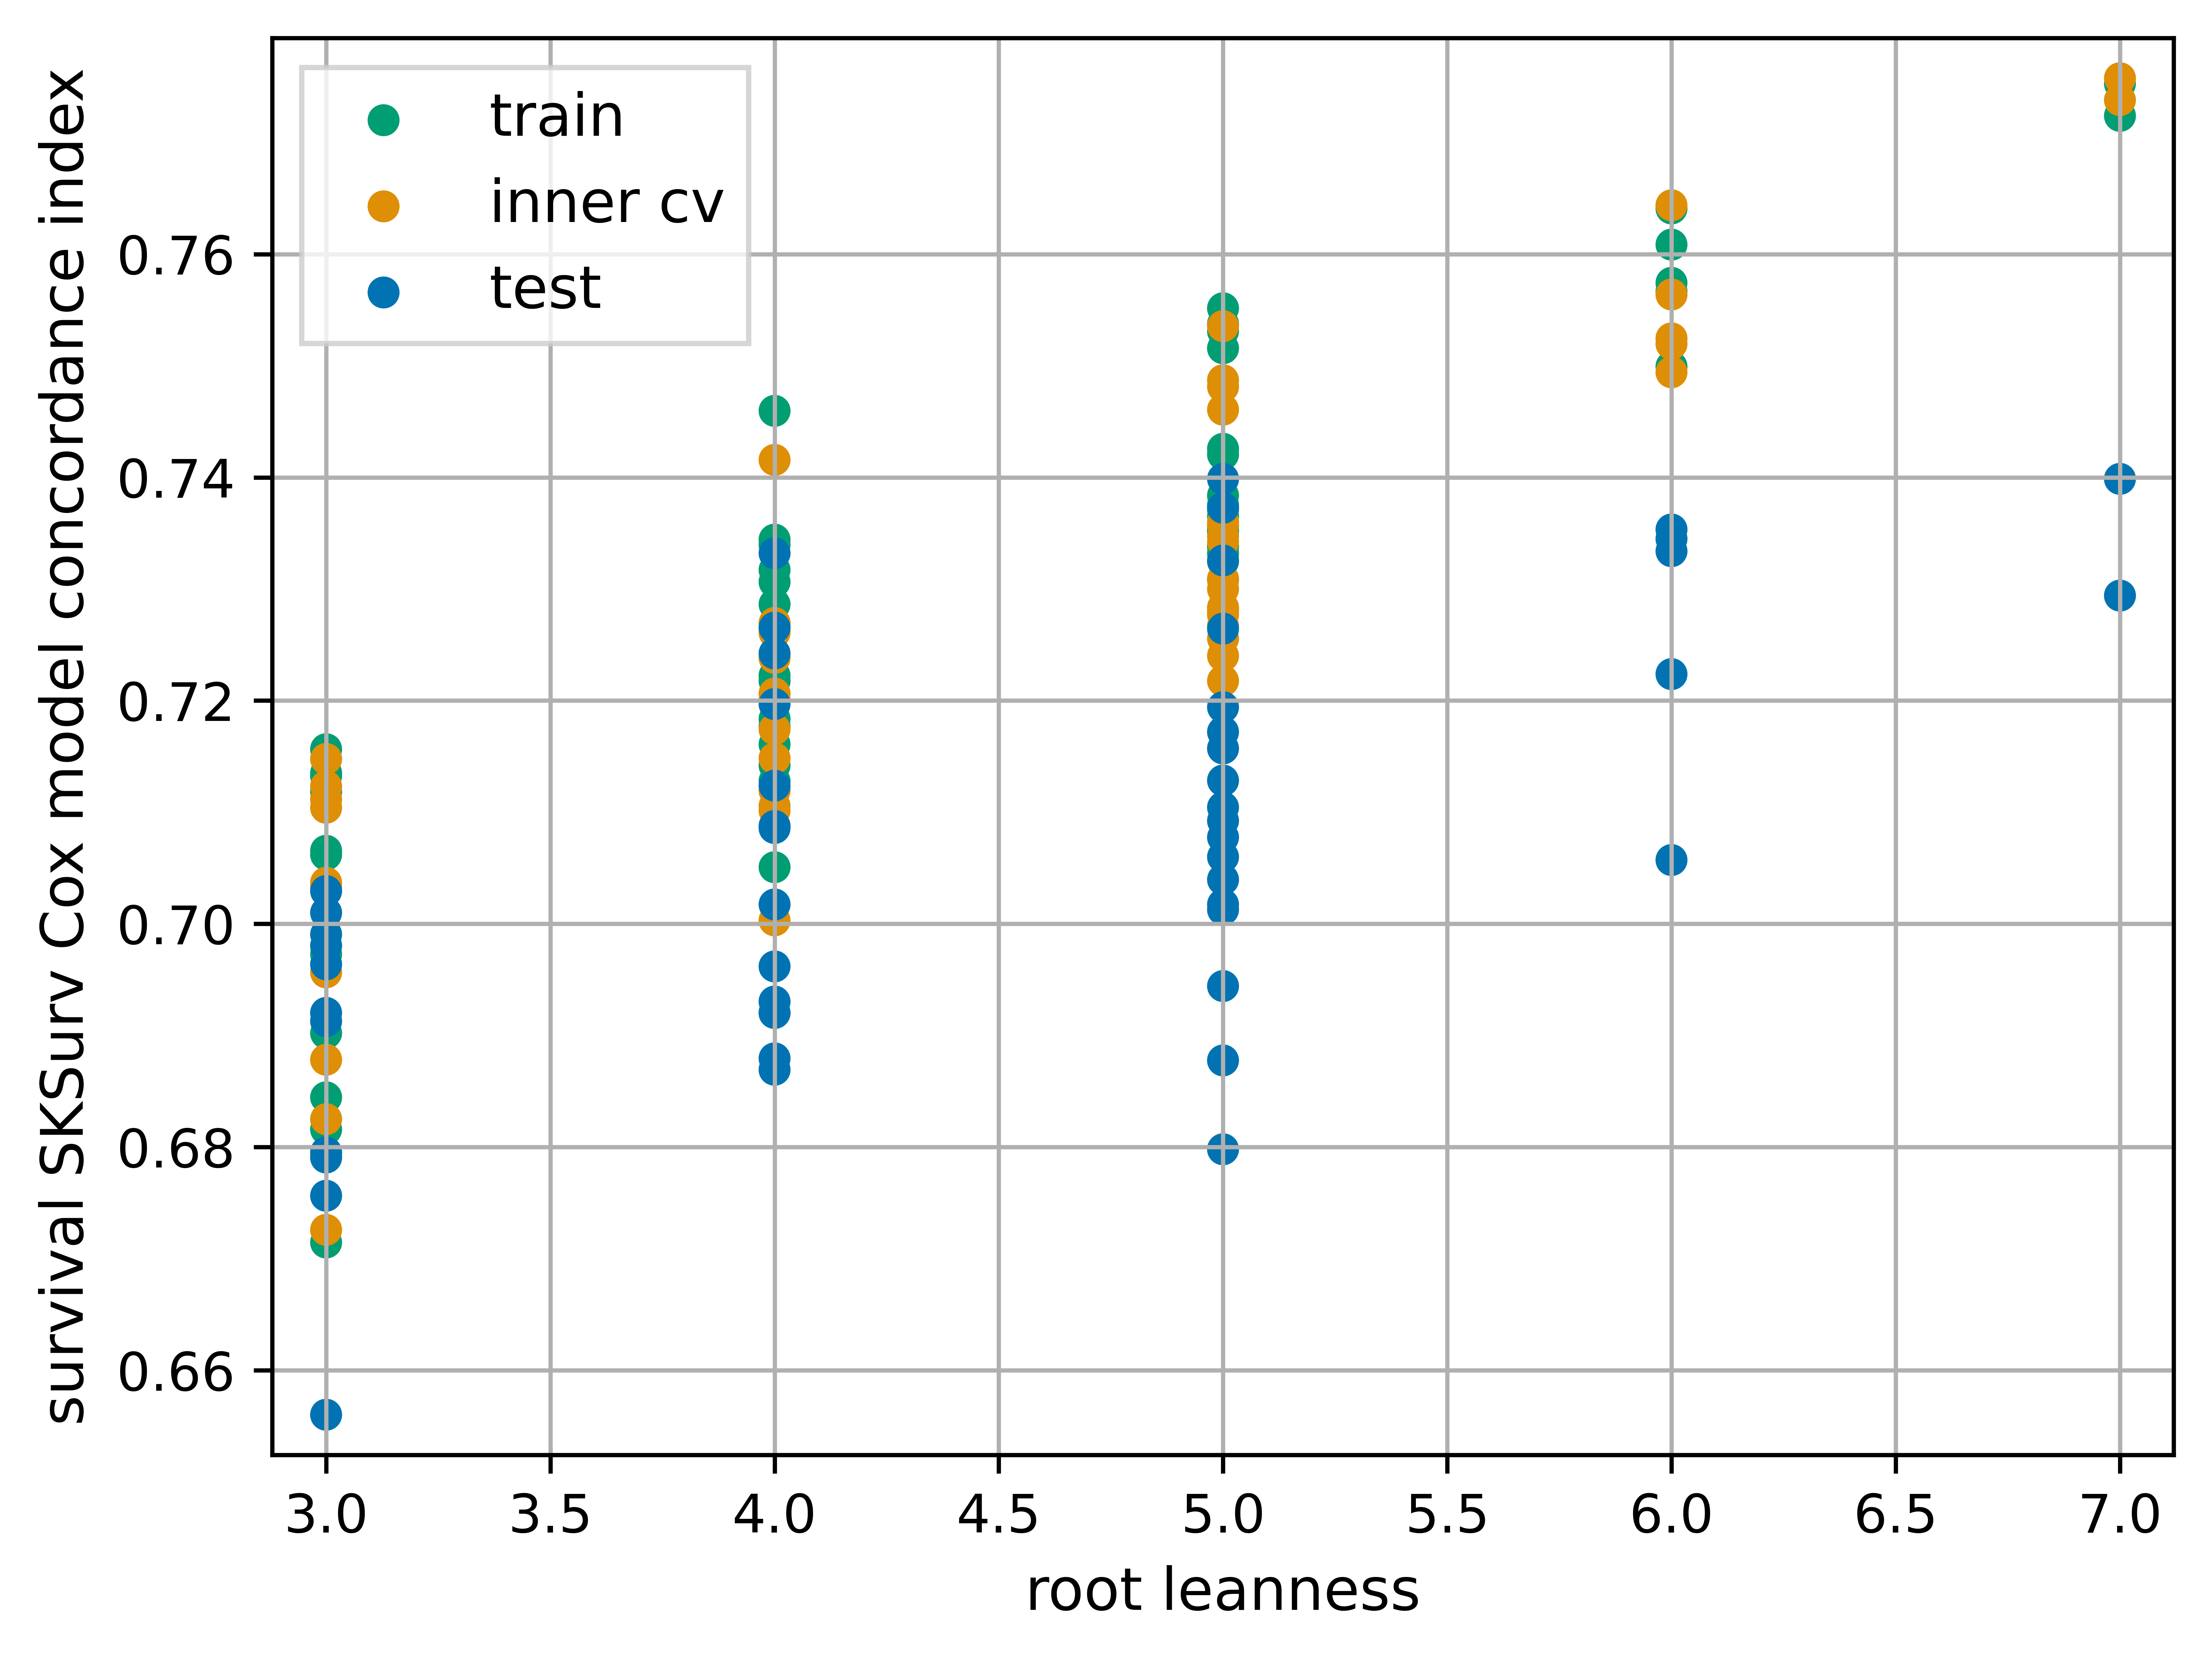 survival SKSurv Cox model concordance index
train
inner cv
test
0.76
0.74
0.72
0.70
0.68
0.66
3.0 3.5 4.0 4.5 5.0 5.5 6.0 6.5 7.0
root leanness